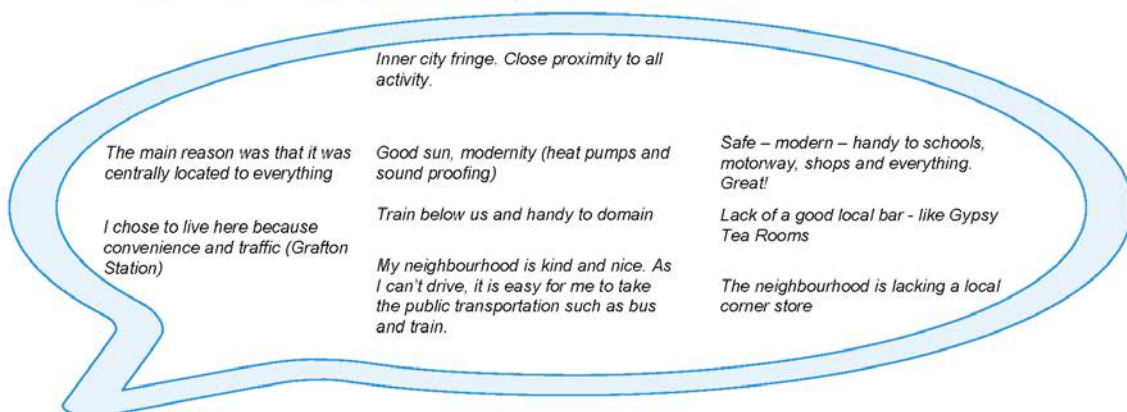 The main reason was that it was
centrally located to everything
I chose to live here because
convenience and traffic (Grafton
Station)
Inner city fringe. Close proximity to all
activity.
Good sun, modernity (heat pumps and
sound proofing)
Train below us and handy to domain
My neighbourhood is kind and nice. As
I can't drive, it is easy for me to take
the public transportation such as bus
and train.
Safe – modern – handy to schools,
motorway, shops and everything.
Great!
Lack of a good local bar - like Gypsy
Tea Rooms
The neighbourhood is lacking a local
corner store